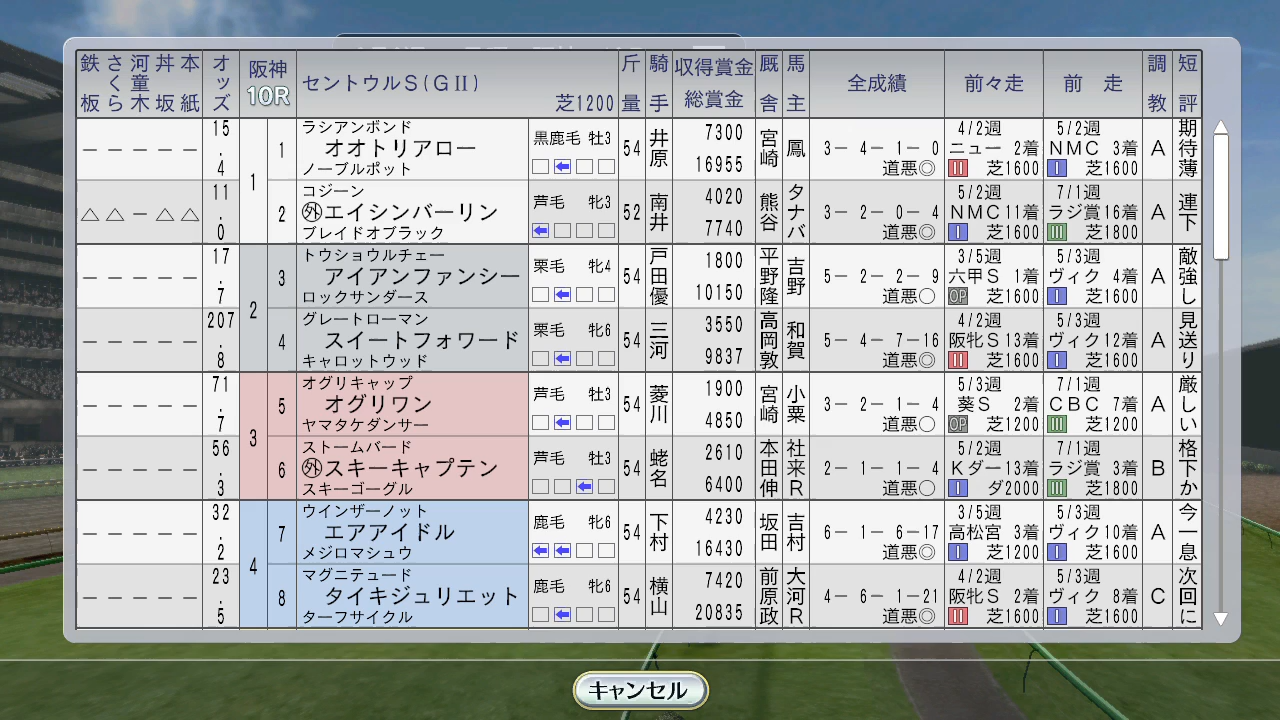 鉄板 さくら 河童木 丼坂 本紙 オッズ 阪神 10R セントウルS(GⅡ) 芝1200 斤量 騎手 収得賞金 総賞金 厩舎 馬主 全成績 前々走 前走 調教 短評
ラシアンボンド
オオトリアロー
ノーブルポット
－ － － － － 15.4 1 1 黒鹿毛 牡3 54 井原 7300 16955 宮崎 鳳 3－4－1－0 道悪◎ 4/2週 ニュー 2着 Ⅱ 芝1600 5/2週 NMC 3着 Ⅰ 芝1600 A 期待薄
コジーン
外エイシンバーリン
ブレイドオブラック
△ △ － △ △ 11.0 2 芦毛 牝3 52 南井 4020 7740 熊谷 タナバ 3－2－0－4 道悪◎ 5/2週 NMC 11着 Ⅰ 芝1600 7/1週 ラジ賞 16着 Ⅲ 芝1800 A 連下
トウショウルチェー
アイアンファンシー
ロックサンダース
－ － － － － 17.7 2 3 栗毛 牝4 54 戸田優 1800 10150 平野隆 吉野 5－2－2－9 道悪○ 3/5週 六甲S 1着 OP 芝1600 5/3週 ヴィク 4着 Ⅰ 芝1600 A 敵強し
グレートローマン
スイートフォワード
キャロットウッド
－ － － － － 207.8 4 栗毛 牝6 54 三河 3550 9837 高岡敦 和賀 5－4－7－16 道悪◎ 4/2週 阪牝S 13着 Ⅱ 芝1600 5/3週 ヴィク 12着 Ⅰ 芝1600 A 見送り
オグリキャップ
オグリワン
ヤマタケダンサー
－ － － － － 71.7 3 5 芦毛 牡3 54 菱川 1900 4850 宮崎 小栗 3－2－1－4 道悪○ 5/3週 葵S 2着 OP 芝1200 7/1週 CBC 7着 Ⅲ 芝1200 A 厳しい
ストームバード
外スキーキャプテン
スキーゴーグル
－ － － － － 56.3 6 芦毛 牡3 54 蛯名 2610 6400 本田伸 社来R 2－1－1－4 道悪○ 5/2週 Kダー 13着 Ⅰ ダ2000 7/1週 ラジ賞 3着 Ⅲ 芝1800 B 格下か
ウインザーノット
エアアイドル
メジロマシュウ
－ － － － － 32.2 4 7 鹿毛 牝6 54 下村 4230 16430 坂田 吉村 6－1－6－17 道悪◎ 3/5週 高松宮 3着 Ⅰ 芝1200 5/3週 ヴィク 10着 Ⅰ 芝1600 A 今一息
マグニテュード
タイキジュリエット
ターフサイクル
－ － － － － 23.5 8 鹿毛 牝6 54 横山 7420 20835 前原政 大河R 4－6－1－21 道悪◎ 4/2週 阪牝S 2着 Ⅱ 芝1600 5/3週 ヴィク 8着 Ⅰ 芝1600 C 次回に
キャンセル